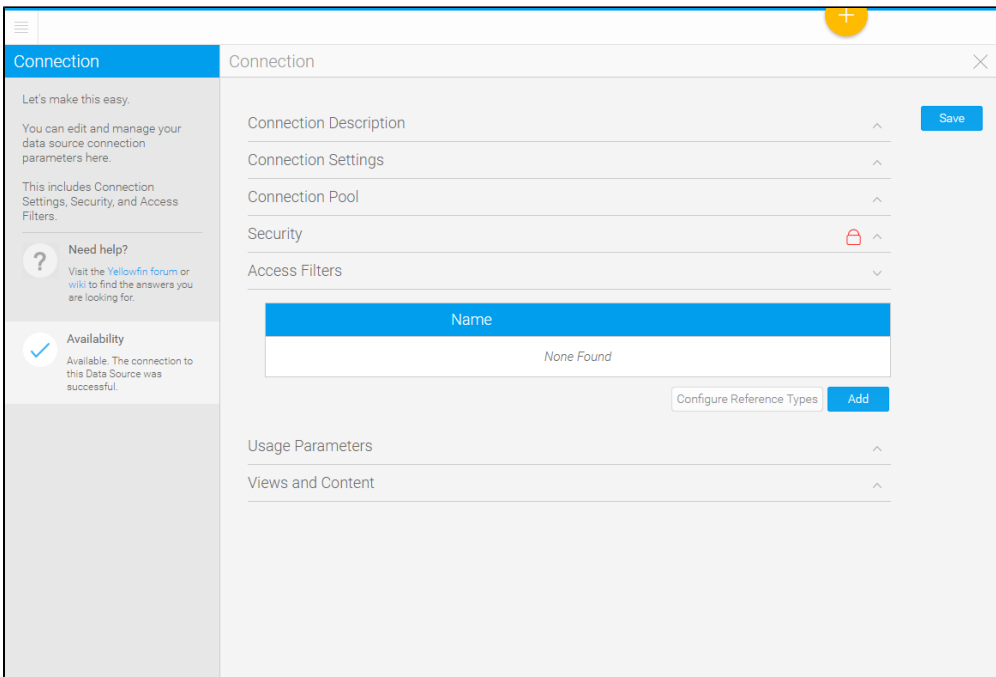 Connection
Connection
Let's make this easy.
You can edit and manage your
data source connection
parameters here.
This includes Connection
Settings, Security, and Access
Filters.
?
Need help?
Visit the Yellowfin forum or
wiki to find the answers you
are looking for.
Availability
Available. The connection to
this Data Source was
successful.
Connection Description
Save
Connection Settings
Connection Pool
Security
Access Filters
Name
None Found
Configure Reference Types
Add
Usage Parameters
Views and Content